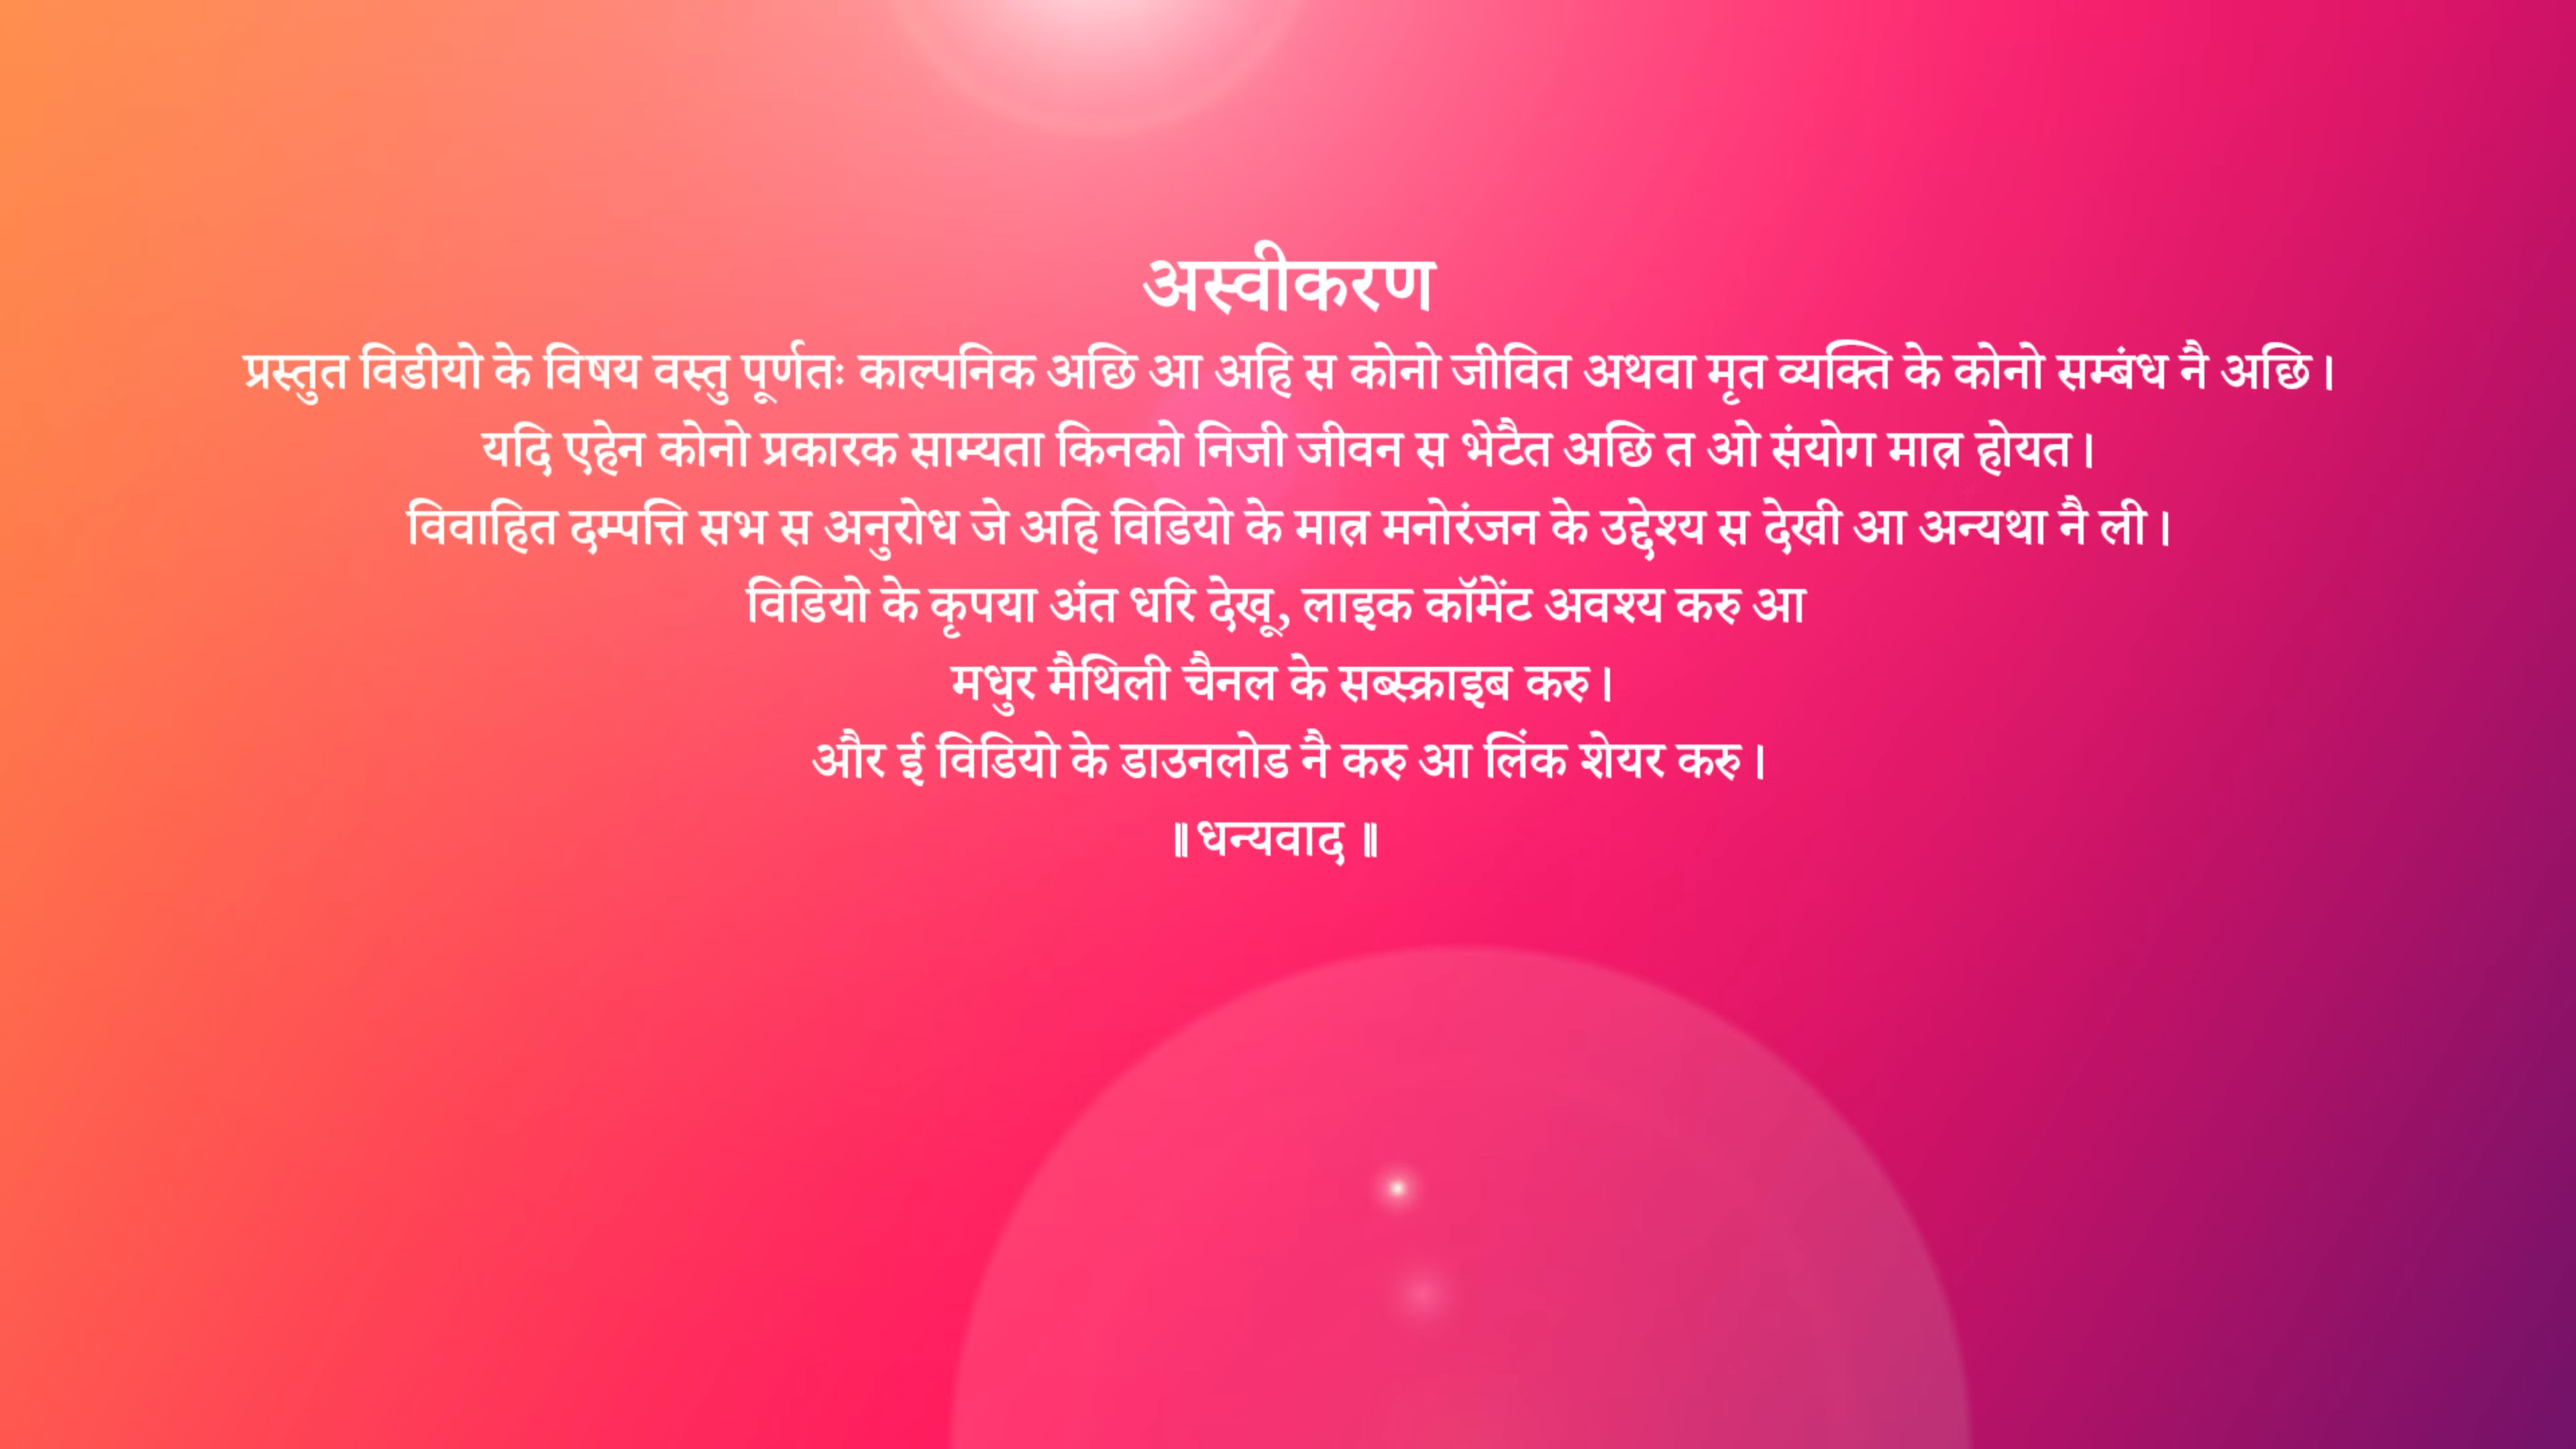 अस्वीकरण
प्रस्तुत विडीयो के विषय वस्तु पूर्णतः काल्पनिक अछि आ अहि स कोनो जीवित अथवा मृत व्यक्ति के कोनो सम्बंध नै अछि।
यदि एहेन कोनो प्रकारक साम्यता किनको निजी जीवन स भेटैत अछि त ओ संयोग मात्र होयत।
विवाहित दम्पत्ति सभ स अनुरोध जे अहि विडियो के मात्र मनोरंजन के उद्देश्य स देखी आ अन्यथा नै ली।
विडियो के कृपया अंत धरि देखू, लाइक कॉमेंट अवश्य करु आ
मधुर मैथिली चैनल के सब्स्क्राइब करु।
और ई विडियो के डाउनलोड नै करु आ लिंक शेयर करु।
॥धन्यवाद ॥